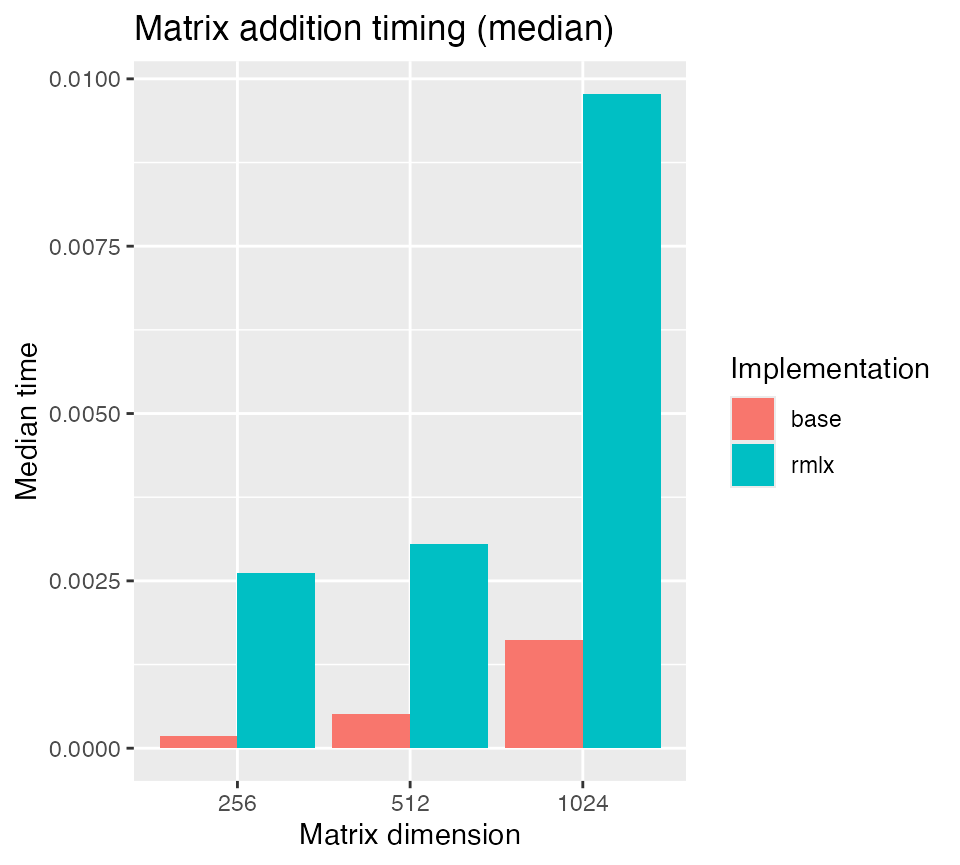 Matrix addition timing (median)
0.0100
0.0075
0.0050
0.0025
0.0000
Median time
256 512 1024
Matrix dimension
Implementation
base
rmlx